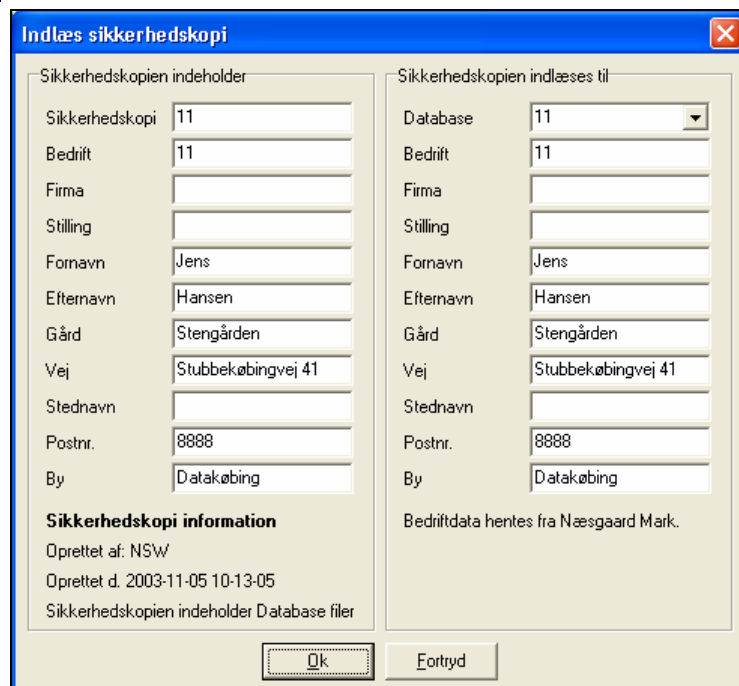 Indlæs sikkerhedskopi
Sikkerhedskopien indeholder
Sikkerhedskopi 11
Bedrift 11
Firma
Stilling
Fornavn Jens
Efternavn Hansen
Gård Stengården
Vej Stubbekøbingvej 41
Stednavn
Postnr. 8888
By Datakøbing
Sikkerhedskopi information
Oprettet af: NSW
Oprettet d. 2003-11-05 10-13-05
Sikkerhedskopien indeholder Database filer
Sikkerhedskopien indlæses til
Database 11
Bedrift 11
Firma
Stilling
Fornavn Jens
Efternavn Hansen
Gård Stengården
Vej Stubbekøbingvej 41
Stednavn
Postnr. 8888
By Datakøbing
Bedriftdata hentes fra Næsgaard Mark.
Ok
Fortryd